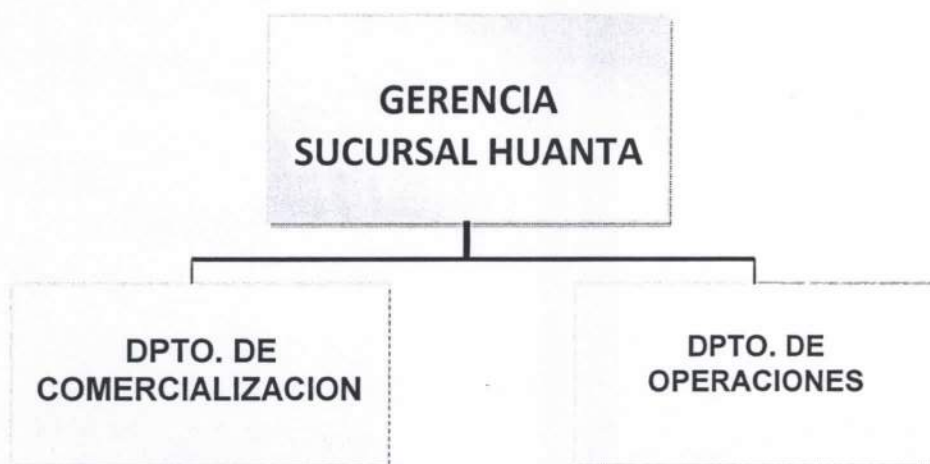 GERENCIA
SUCURSAL HUANTA
DPTO. DE
COMERCIALIZACION
DPTO. DE
OPERACIONES